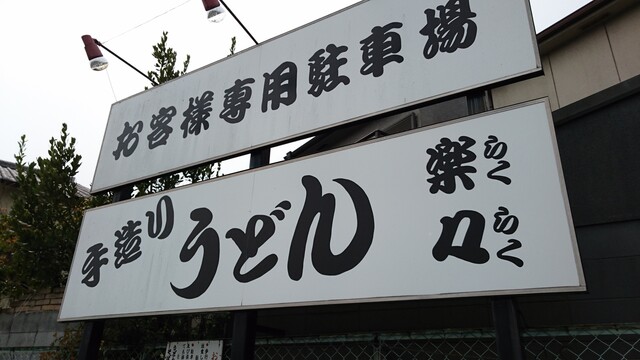 お客様専用駐車場
手造り うどん 楽々
らくらく